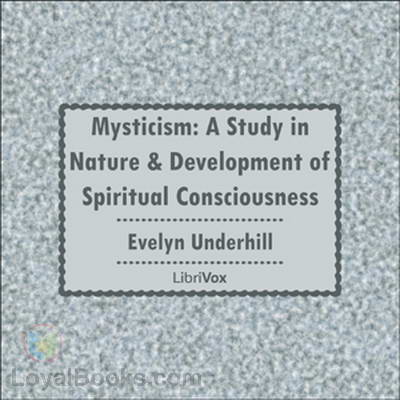 Mysticism: A Study in
Nature & Development of
Spiritual Consciousness
Evelyn Underhill
LibriVox
LoyalBooks.com